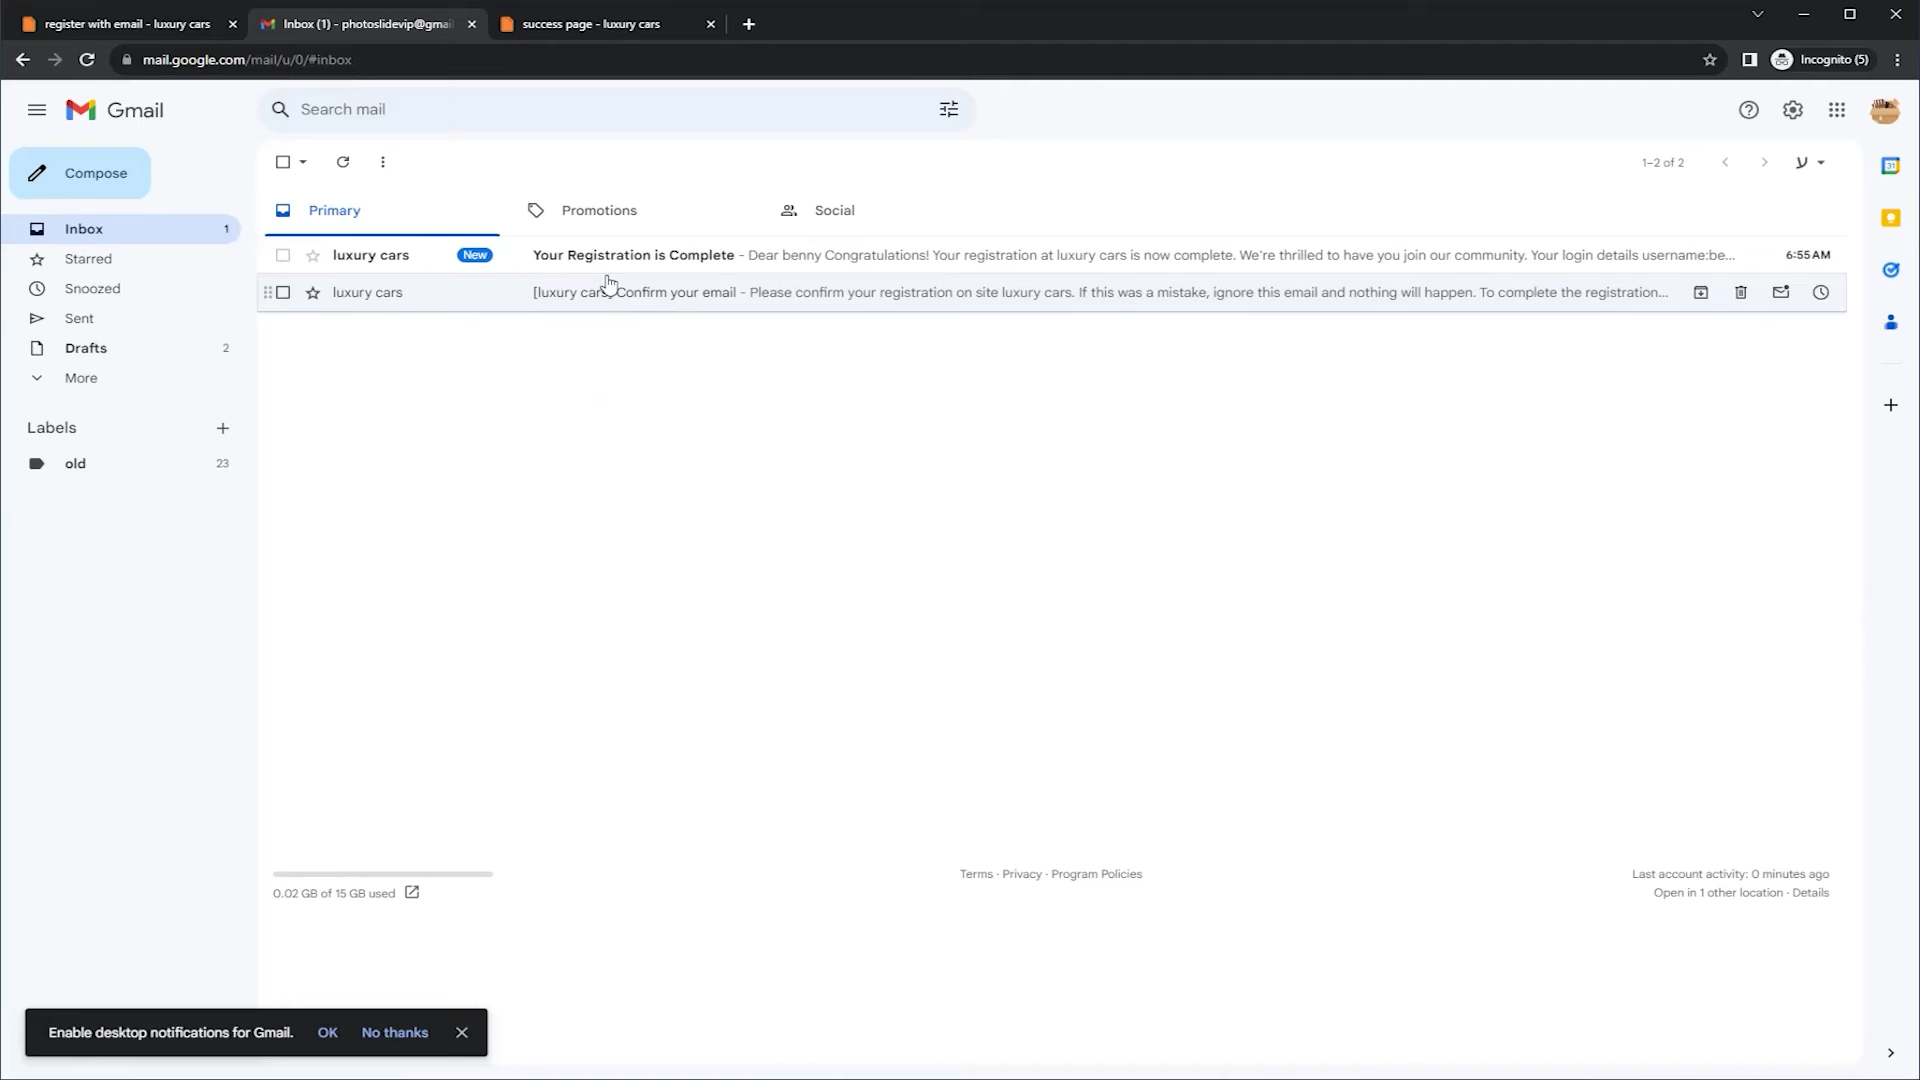 register with email - luxury cars
Inbox (1) - photoslidevip@gmai
success page - luxury cars
mail.google.com/mail/u/0/#inbox
Incognito (5)
Gmail
Search mail
Compose
1–2 of 2
ע
Primary
Promotions
Social
Inbox 1
luxury cars New Your Registration is Complete - Dear benny Congratulations! Your registration at luxury cars is now complete. We're thrilled to have you join our community. Your login details username:be... 6:55 AM
Starred
luxury cars [luxury cars] Confirm your email - Please confirm your registration on site luxury cars. If this was a mistake, ignore this email and nothing will happen. To complete the registration...
Snoozed
Sent
Drafts 2
More
Labels
old 23
31
0.02 GB of 15 GB used
Terms · Privacy · Program Policies
Last account activity: 0 minutes ago
Open in 1 other location · Details
Enable desktop notifications for Gmail. OK No thanks